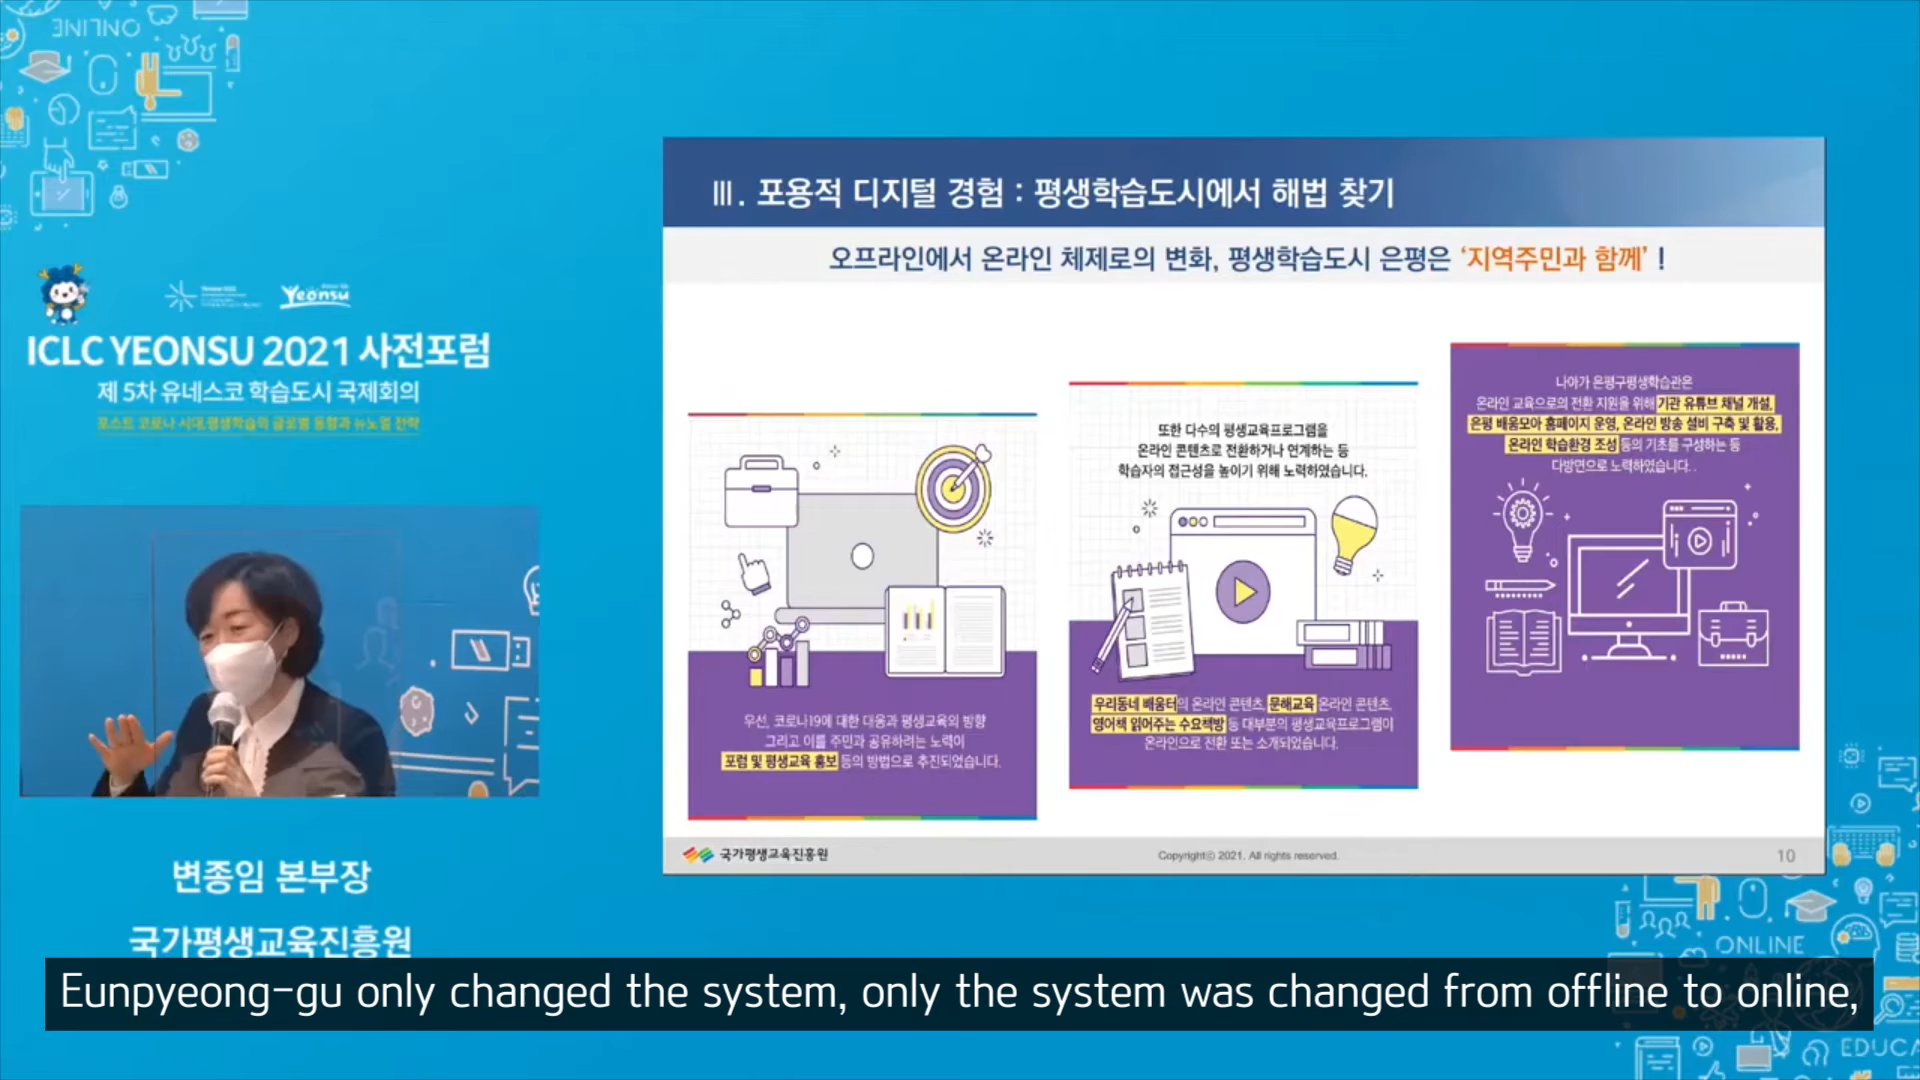 ONLINE
Yeonsu
ICLC YEONSU 2021 사전포럼
제 5차 유네스코 학습도시 국제회의
포스트 코로나 시대, 평생학습의 글로벌 동향과 뉴노멀 전략
변종임 본부장
국가평생교육진흥원
Ⅲ. 포용적 디지털 경험 : 평생학습도시에서 해법 찾기
오프라인에서 온라인 체제로의 변화, 평생학습도시 은평은 ‘지역주민과 함께’ !
우선, 코로나19에 대한 대응과 평생교육의 방향
그리고 이를 주민과 공유하려는 노력이
포럼 및 평생교육 홍보 등의 방법으로 추진되었습니다.
또한 다수의 평생교육프로그램을
온라인 콘텐츠로 전환하거나 연계하는 등
학습자의 접근성을 높이기 위해 노력하였습니다.
우리동네 배움터의 온라인 콘텐츠, 문해교육 온라인 콘텐츠,
영어책 읽어주는 수요책방 등 대부분의 평생교육프로그램이
온라인으로 전환 또는 소개되었습니다.
나아가 은평구평생학습관은
온라인 교육으로의 전환 지원을 위해 기관 유튜브 채널 개설,
은평 배움모아 홈페이지 운영, 온라인 방송 설비 구축 및 활용,
온라인 학습환경 조성 등의 기초를 구성하는 등
다방면으로 노력하였습니다. .
국가평생교육진흥원
Copyrightⓒ 2021. All rights reserved.
10
ONLINE
EDUCA
Eunpyeong-gu only changed the system, only the system was changed from offline to online,